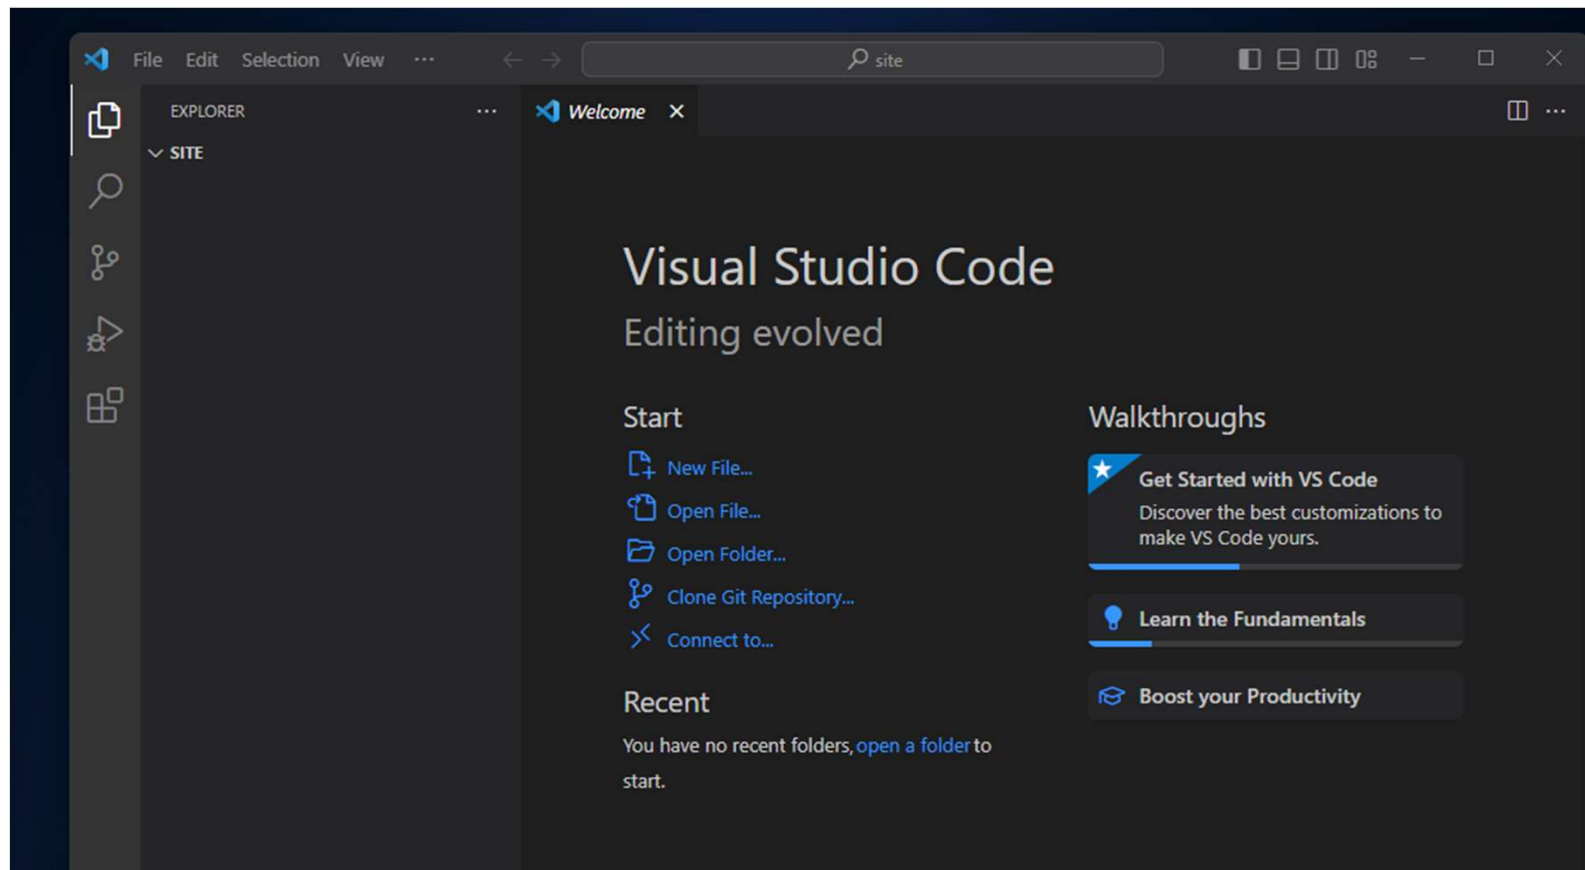 File Edit Selection View ··· site
EXPLORER ···
Welcome
SITE
Visual Studio Code
Editing evolved
Start
New File...
Open File...
Open Folder...
Clone Git Repository...
Connect to...
Recent
You have no recent folders, open a folder to
start.
Walkthroughs
Get Started with VS Code
Discover the best customizations to
make VS Code yours.
Learn the Fundamentals
Boost your Productivity